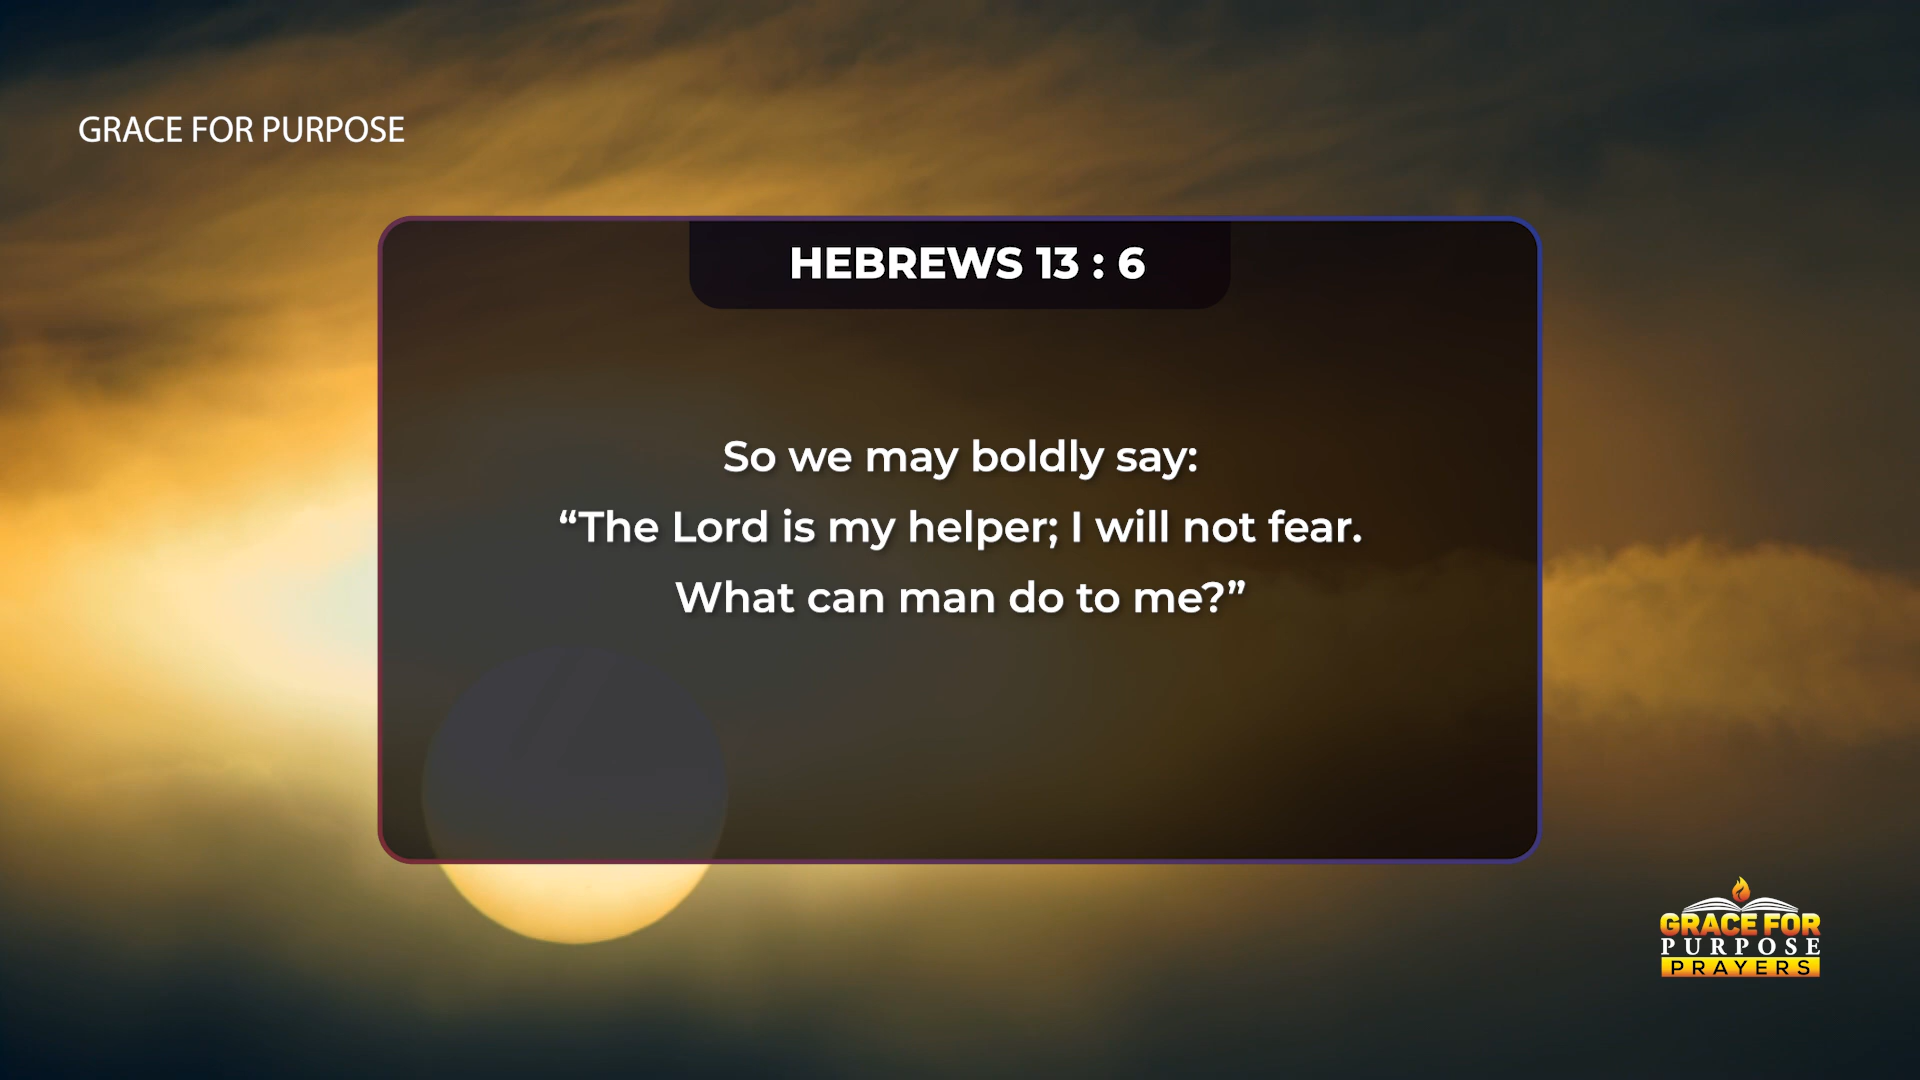 GRACE FOR PURPOSE
HEBREWS 13 : 6
So we may boldly say:
“The Lord is my helper; I will not fear.
What can man do to me?”
GRACE FOR
PURPOSE
PRAYERS